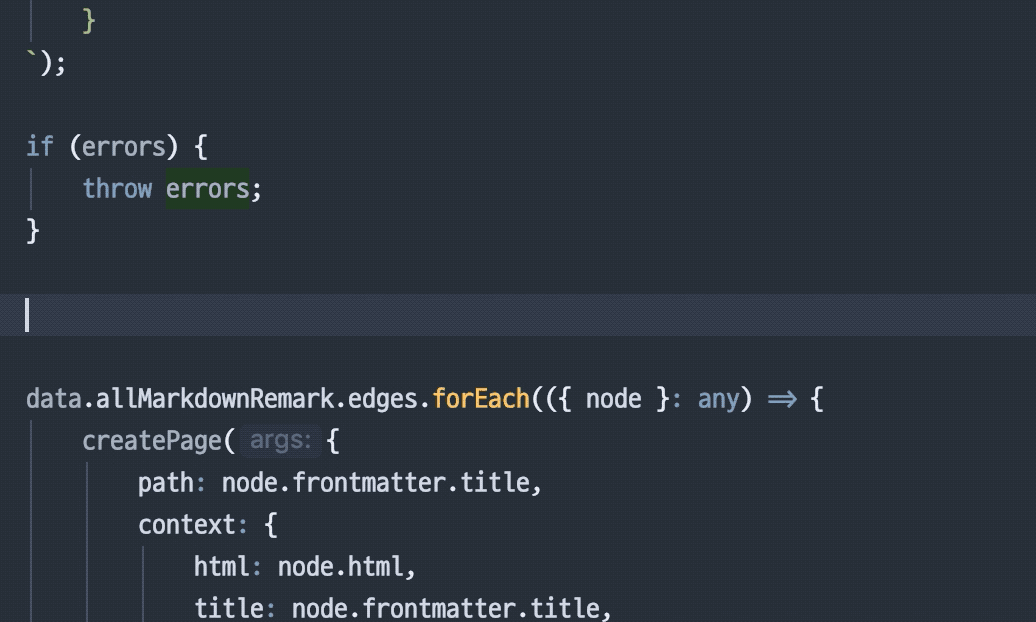 }
`);
if (errors) {
throw errors;
}
data.allMarkdownRemark.edges.forEach(({ node }: any) => {
createPage( args: {
path: node.frontmatter.title,
context: {
html: node.html,
title: node.frontmatter.title,